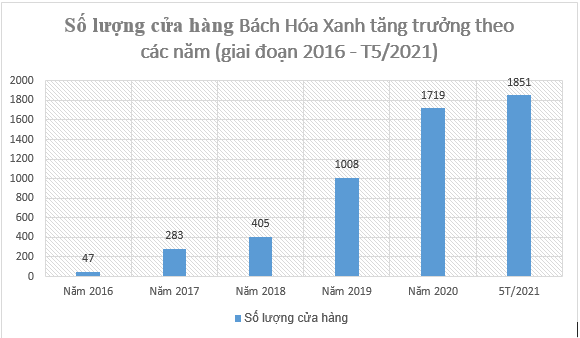 Số lượng cửa hàng Bách Hóa Xanh tăng trưởng theo
các năm (giai đoạn 2016 - T5/2021)
2000
1800
1600
1400
1200
1000
800
600
400
200
0
47
283
405
1008
1719
1851
Năm 2016
Năm 2017
Năm 2018
Năm 2019
Năm 2020
5T/2021
Số lượng cửa hàng